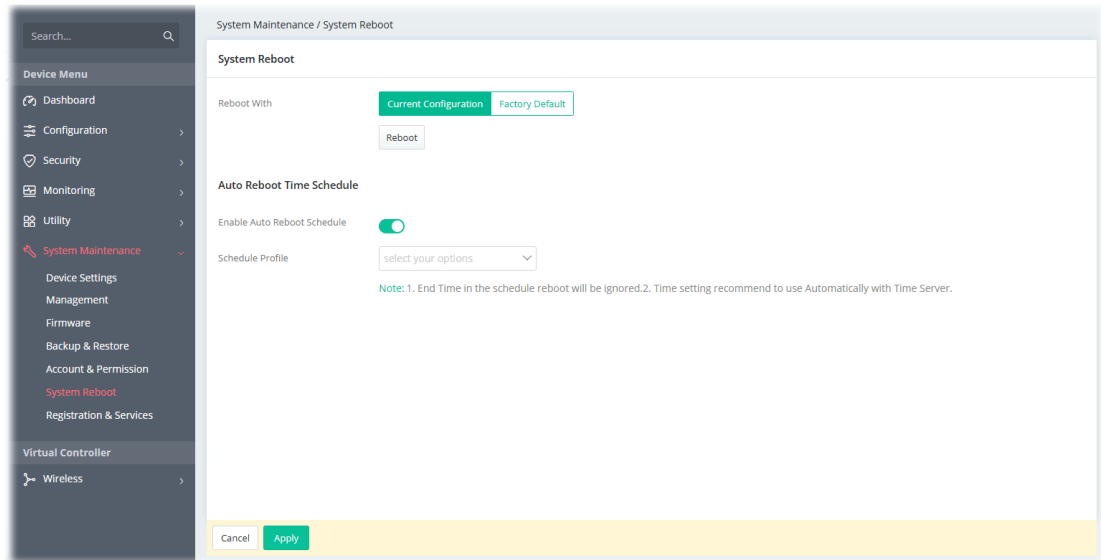 Search...
Device Menu
Dashboard
Configuration
Security
Monitoring
Utility
System Maintenance
Device Settings
Management
Firmware
Backup & Restore
Account & Permission
System Reboot
Registration & Services
Virtual Controller
Wireless
System Maintenance / System Reboot
System Reboot
Reboot With
Current Configuration Factory Default
Reboot
Auto Reboot Time Schedule
Enable Auto Reboot Schedule
Schedule Profile select your options
Note: 1. End Time in the schedule reboot will be ignored.2. Time setting recommend to use Automatically with Time Server.
Cancel Apply